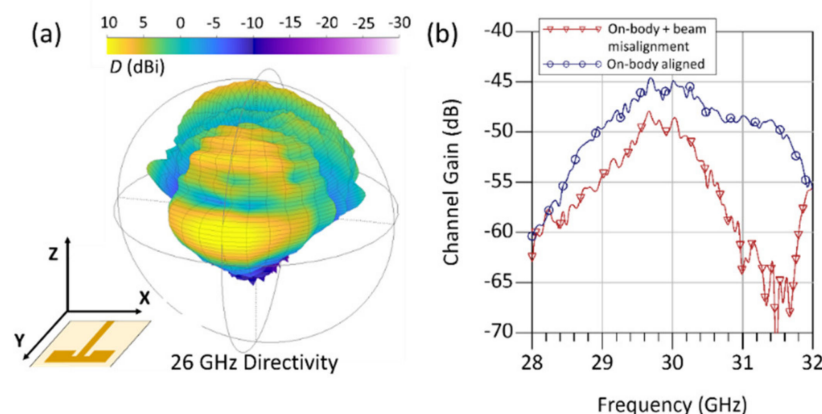 (a)
10 5 0 -5 -10 -15 -20 -25 -30
D (dBi)
Z
X
Y
26 GHz Directivity
(b)
On-body + beam
misalignment
On-body aligned
Channel Gain (dB)
-40
-45
-50
-55
-60
-65
-70
28 29 30 31 32
Frequency (GHz)